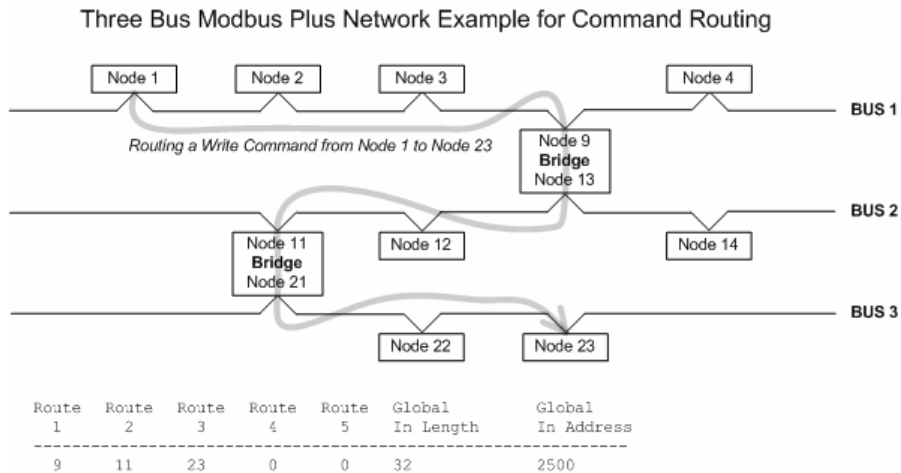 Three Bus Modbus Plus Network Example for Command Routing
Node 1
Node 2
Node 3
Node 4
BUS 1
Routing a Write Command from Node 1 to Node 23
Node 9
Bridge
Node 13
BUS 2
Node 11
Bridge
Node 21
Node 12
Node 14
BUS 3
Node 22
Node 23
Route Route Route Route Route Global Global
1 2 3 4 5 In Length In Address
9 11 23 0 0 32 2500